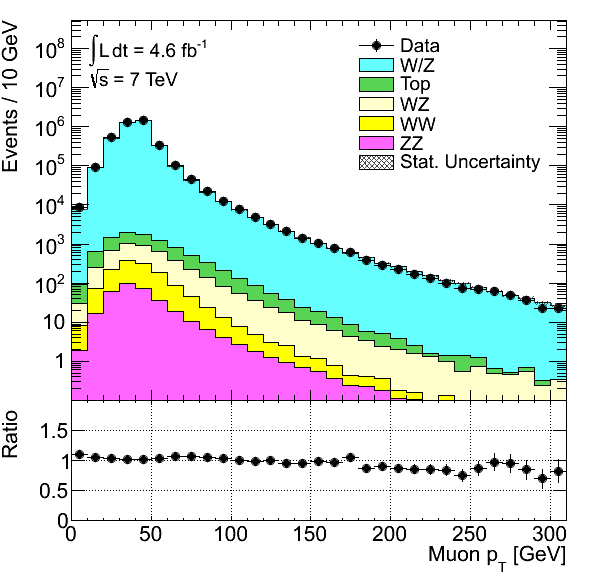 Events / 10 GeV
10⁸
10⁷
10⁶
10⁵
10⁴
10³
10²
10
1
∫L dt = 4.6 fb⁻¹
√s = 7 TeV
Data
W/Z
Top
WZ
WW
ZZ
Stat. Uncertainty
Ratio
1.5
1
0.5
0
0 50 100 150 200 250 300
Muon p_T [GeV]